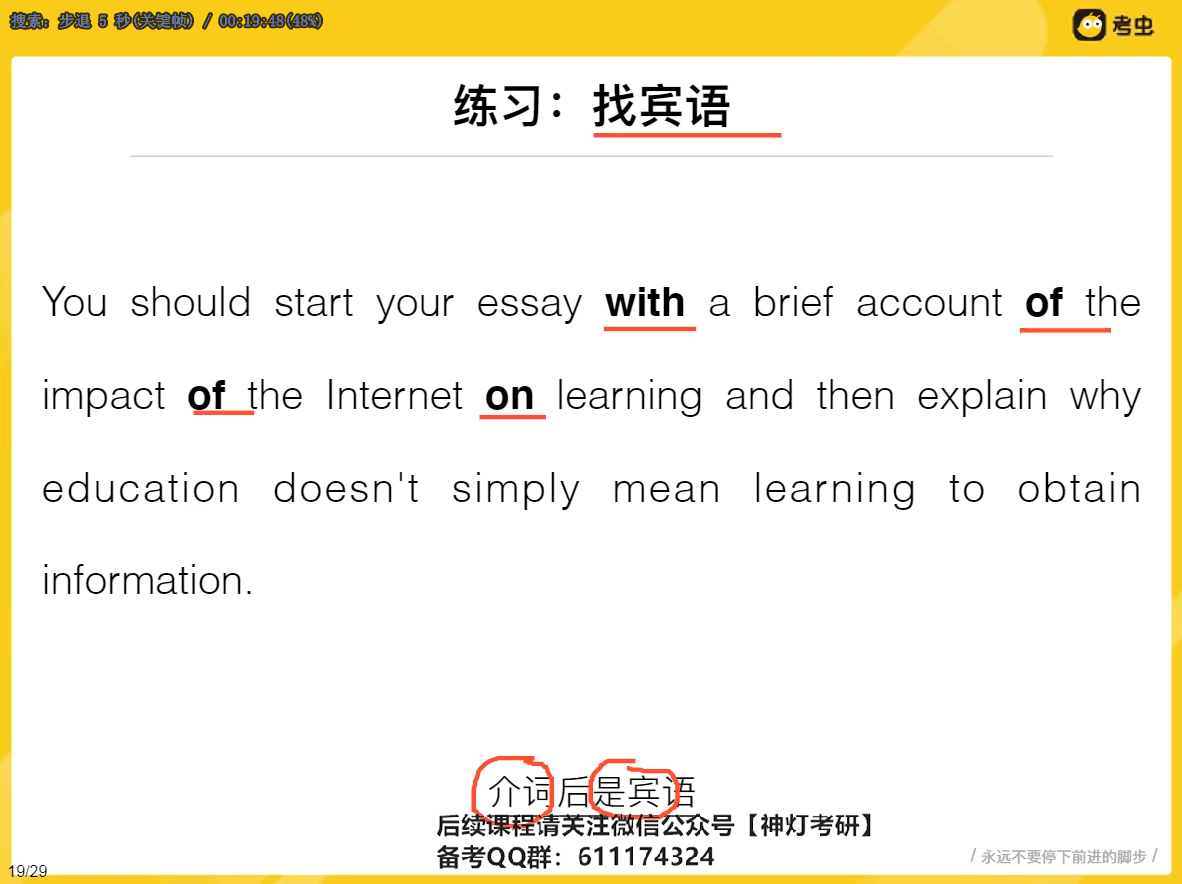 搜索: 步退 5 秒(关键帧) / 00:19:48(48%)
考虫
练习：找宾语
You should start your essay with a brief account of the
impact of the Internet on learning and then explain why
education doesn't simply mean learning to obtain
information.
介词后是宾语
后续课程请关注微信公众号【神灯考研】
备考QQ群：611174324
/ 永远不要停下前进的脚步 /
19/29